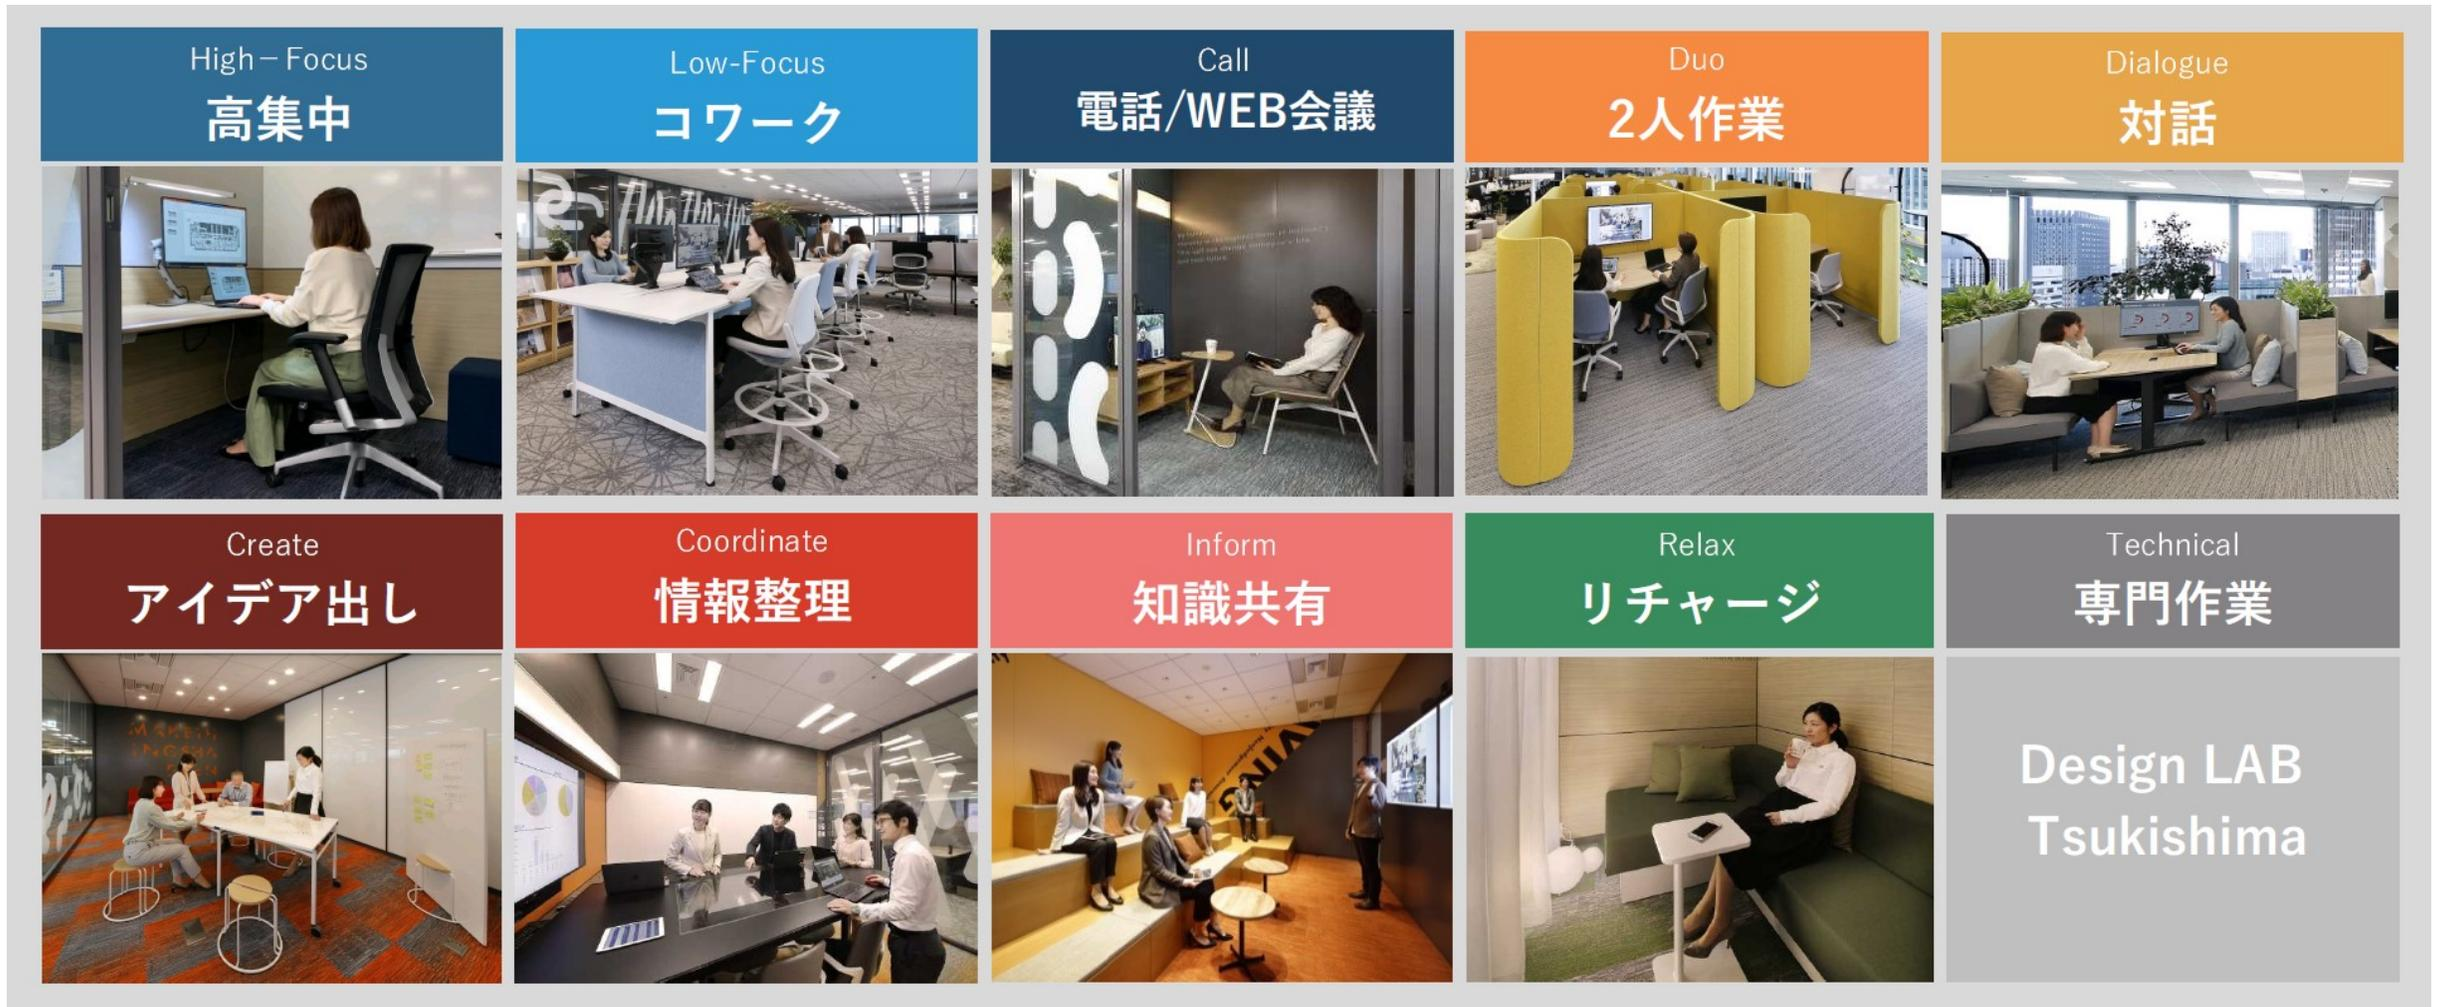 High－Focus
高集中
Low-Focus
コワーク
Call
電話/WEB会議
Duo
2人作業
Dialogue
対話
Create
アイデア出し
Coordinate
情報整理
Inform
知識共有
Relax
リチャージ
Technical
専門作業
Design LAB
Tsukishima